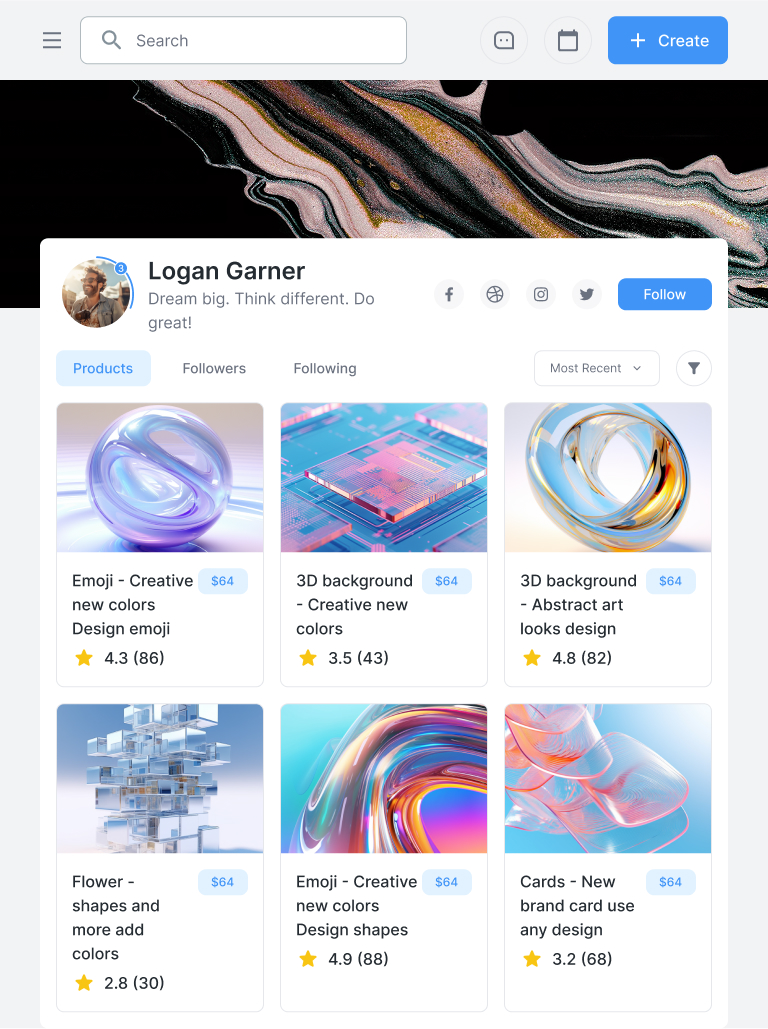 Search
Create
3
Logan Garner
Dream big. Think different. Do
great!
Follow
Products
Followers
Following
Most Recent
Emoji - Creative
new colors
Design emoji
$64
4.3 (86)
3D background
- Creative new
colors
$64
3.5 (43)
3D background
- Abstract art
looks design
$64
4.8 (82)
Flower -
shapes and
more add
colors
$64
2.8 (30)
Emoji - Creative
new colors
Design shapes
$64
4.9 (88)
Cards - New
brand card use
any design
$64
3.2 (68)